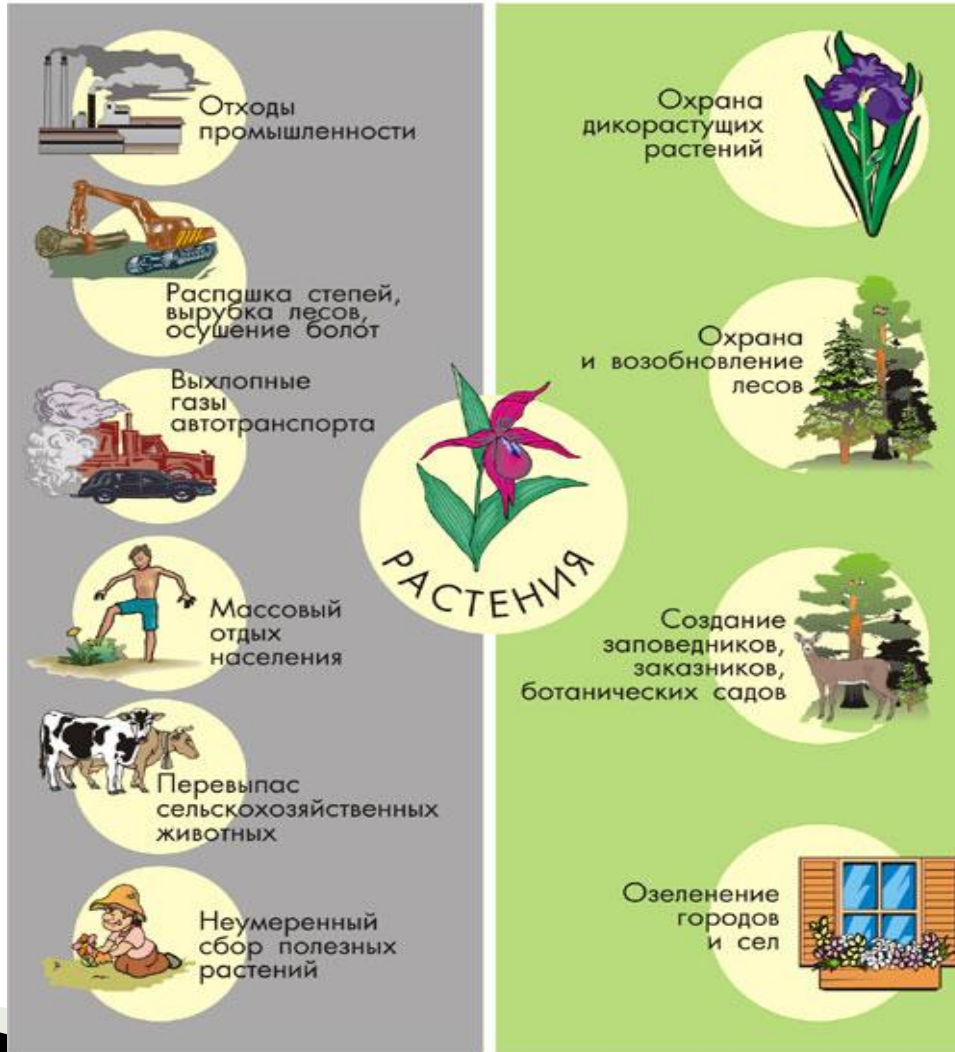 Отходы
промышленности
Распашка степей,
вырубка лесов,
осушение болот
Выхлопные
газы
автотранспорта
Массовый
отдых
населения
Перевыпас
сельскохозяйственных
животных
Неумеренный
сбор полезных
растений
РАСТЕНИЯ
Охрана
дикорастущих
растений
Охрана
и возобновление
лесов
Создание
заповедников,
заказников,
ботанических садов
Озеленение
городов
и сел